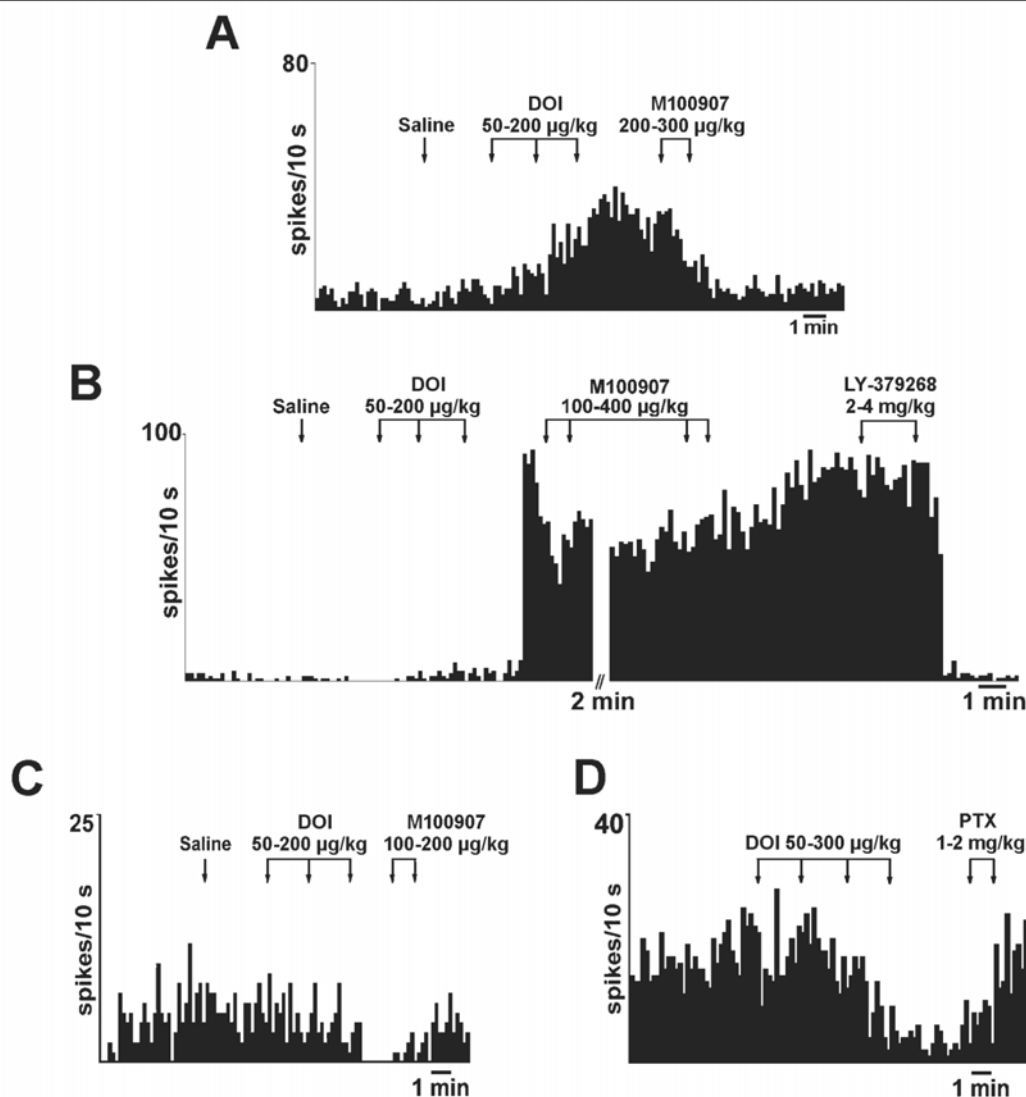 A
80
DOI
M100907
Saline
50-200 µg/kg
200-300 µg/kg
spikes/10 s
1 min
B
DOI
M100907
LY-379268
Saline
50-200 µg/kg
100-400 µg/kg
2-4 mg/kg
100
spikes/10 s
//
2 min
1 min
C
25
DOI
M100907
Saline
50-200 µg/kg
100-200 µg/kg
spikes/10 s
1 min
D
40
PTX
DOI 50-300 µg/kg
1-2 mg/kg
spikes/10 s
1 min